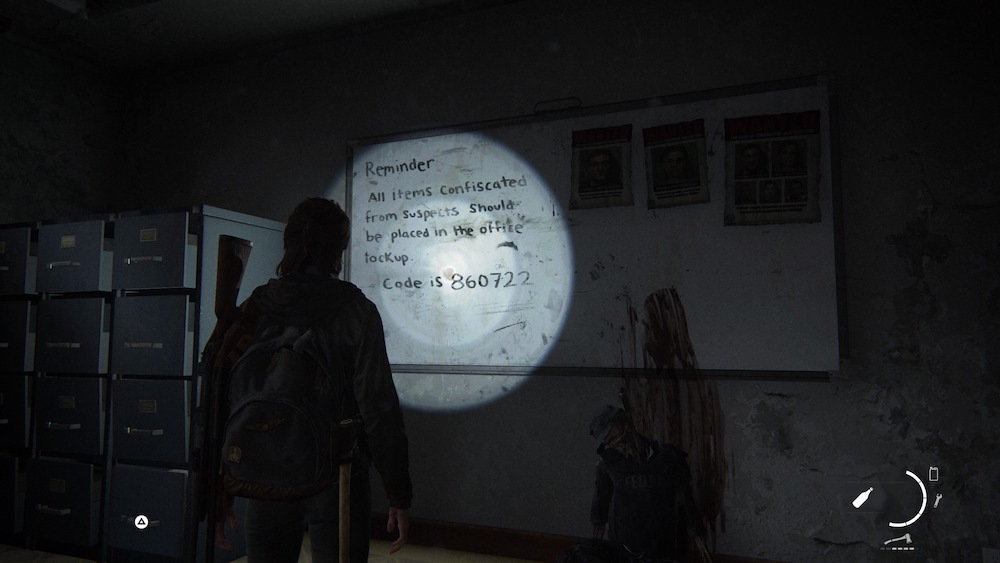 Reminder
All items confiscated
from suspects should
be placed in the office
lockup.
Code is 860722